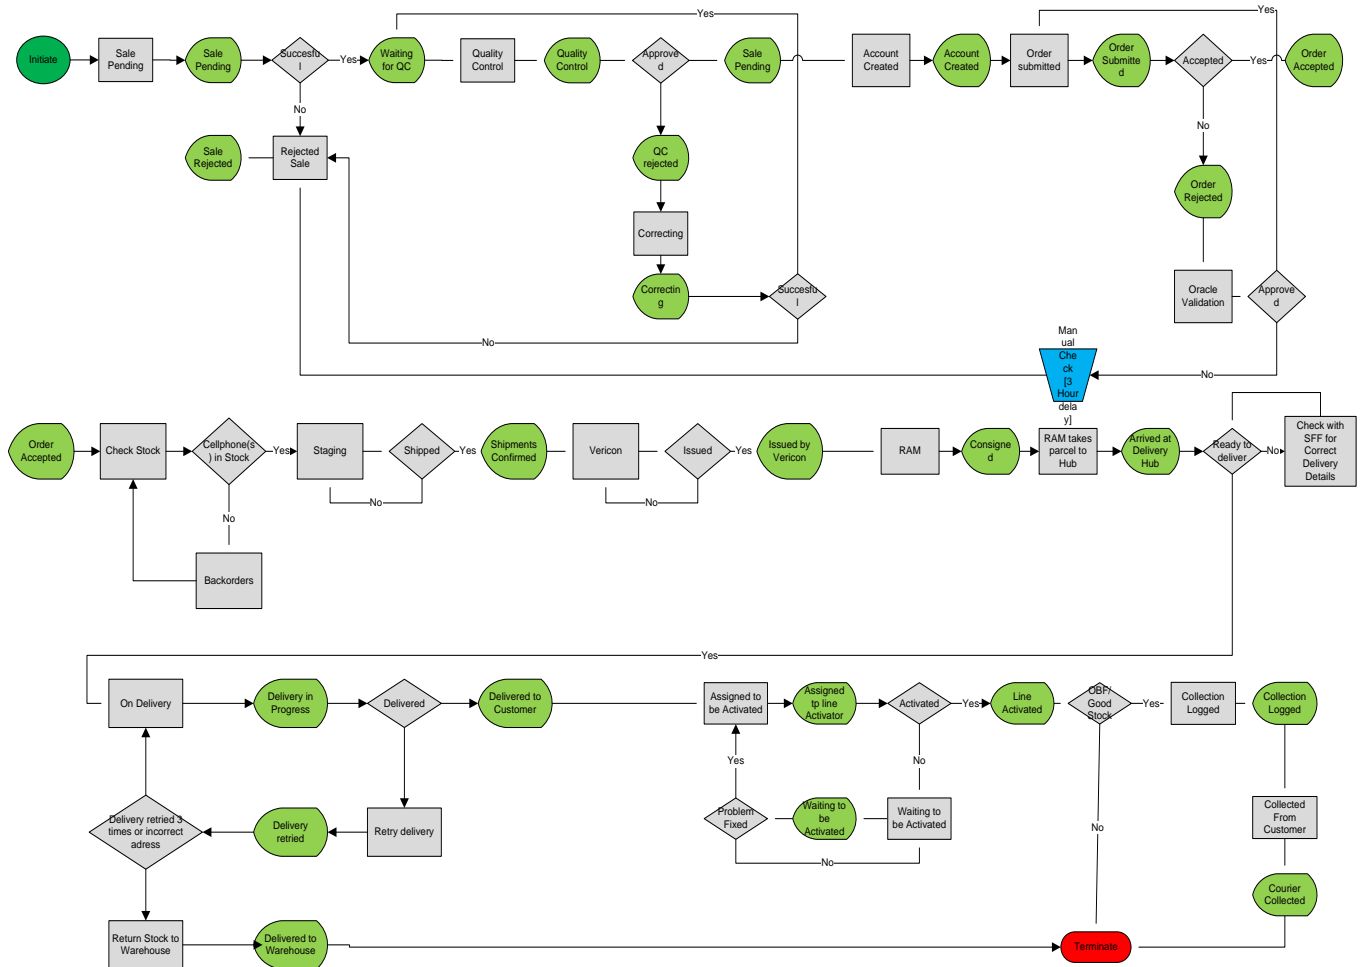 Yes
Yes
Initiate
Sale
Pending
Sale
Pending
Succesfu
l
Yes
Waiting
for QC
Quality
Control
Quality
Control
Approve
d
Sale
Pending
Account
Created
Account
Created
Order
submitted
Order
Submitte
d
Accepted
Yes
Order
Accepted
No
No
Sale
Rejected
Rejected
Sale
QC
rejected
Order
Rejected
Correcting
Correctin
g
Succesfu
l
Oracle
Validation
Approve
d
No
Man
ual
Che
ck
[3
Hour
dela
y]
No
Order
Accepted
Check Stock
Cellphone(s
) in Stock
Yes
Staging
Shipped
Yes
Shipments
Confirmed
Vericon
Issued
Yes
Issued by
Vericon
RAM
Consigne
d
RAM takes
parcel to
Hub
Arrived at
Delivery
Hub
Ready to
deliver
No
Check with
SFF for
Correct
Delivery
Details
No
No
No
Backorders
Yes
On Delivery
Delivery in
Progress
Delivered
Delivered to
Customer
Assigned to
be Activated
Assigned
tp line
Activator
Activated
Yes
Line
Activated
OBF/
Good
Stock
Yes
Collection
Logged
Collection
Logged
Yes
No
Delivery retried 3
times or incorrect
adress
Delivery
retried
Retry delivery
Problem
Fixed
Waiting to
be
Activated
Waiting to
be Activated
No
No
Collected
From
Customer
Courier
Collected
Return Stock to
Warehouse
Delivered to
Warehouse
Terminate